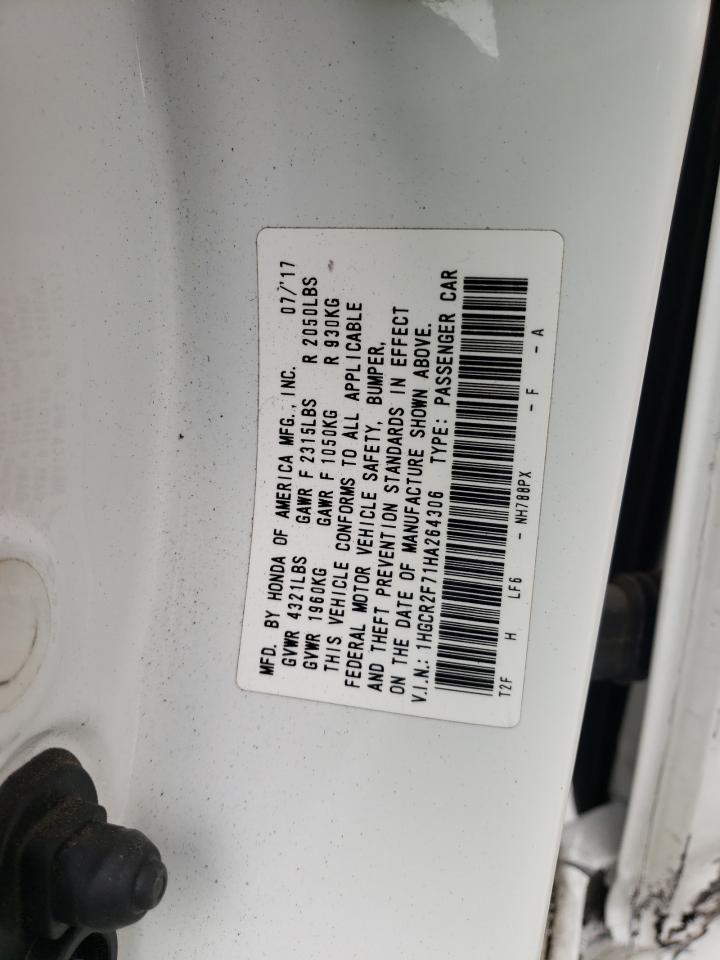 MFD. BY HONDA OF AMERICA MFG., INC. 07/17
GVWR 4321LBS GAWR F 2315LBS R 2050LBS
GVWR 1960KG GAWR F 1050KG R 930KG
THIS VEHICLE CONFORMS TO ALL APPLICABLE
FEDERAL MOTOR VEHICLE SAFETY, BUMPER,
AND THEFT PREVENTION STANDARDS IN EFFECT
ON THE DATE OF MANUFACTURE SHOWN ABOVE.
V.I.N.: 1HGCR2F71HA264306 TYPE: PASSENGER CAR
T2F H LF6 - NH788PX - F - A